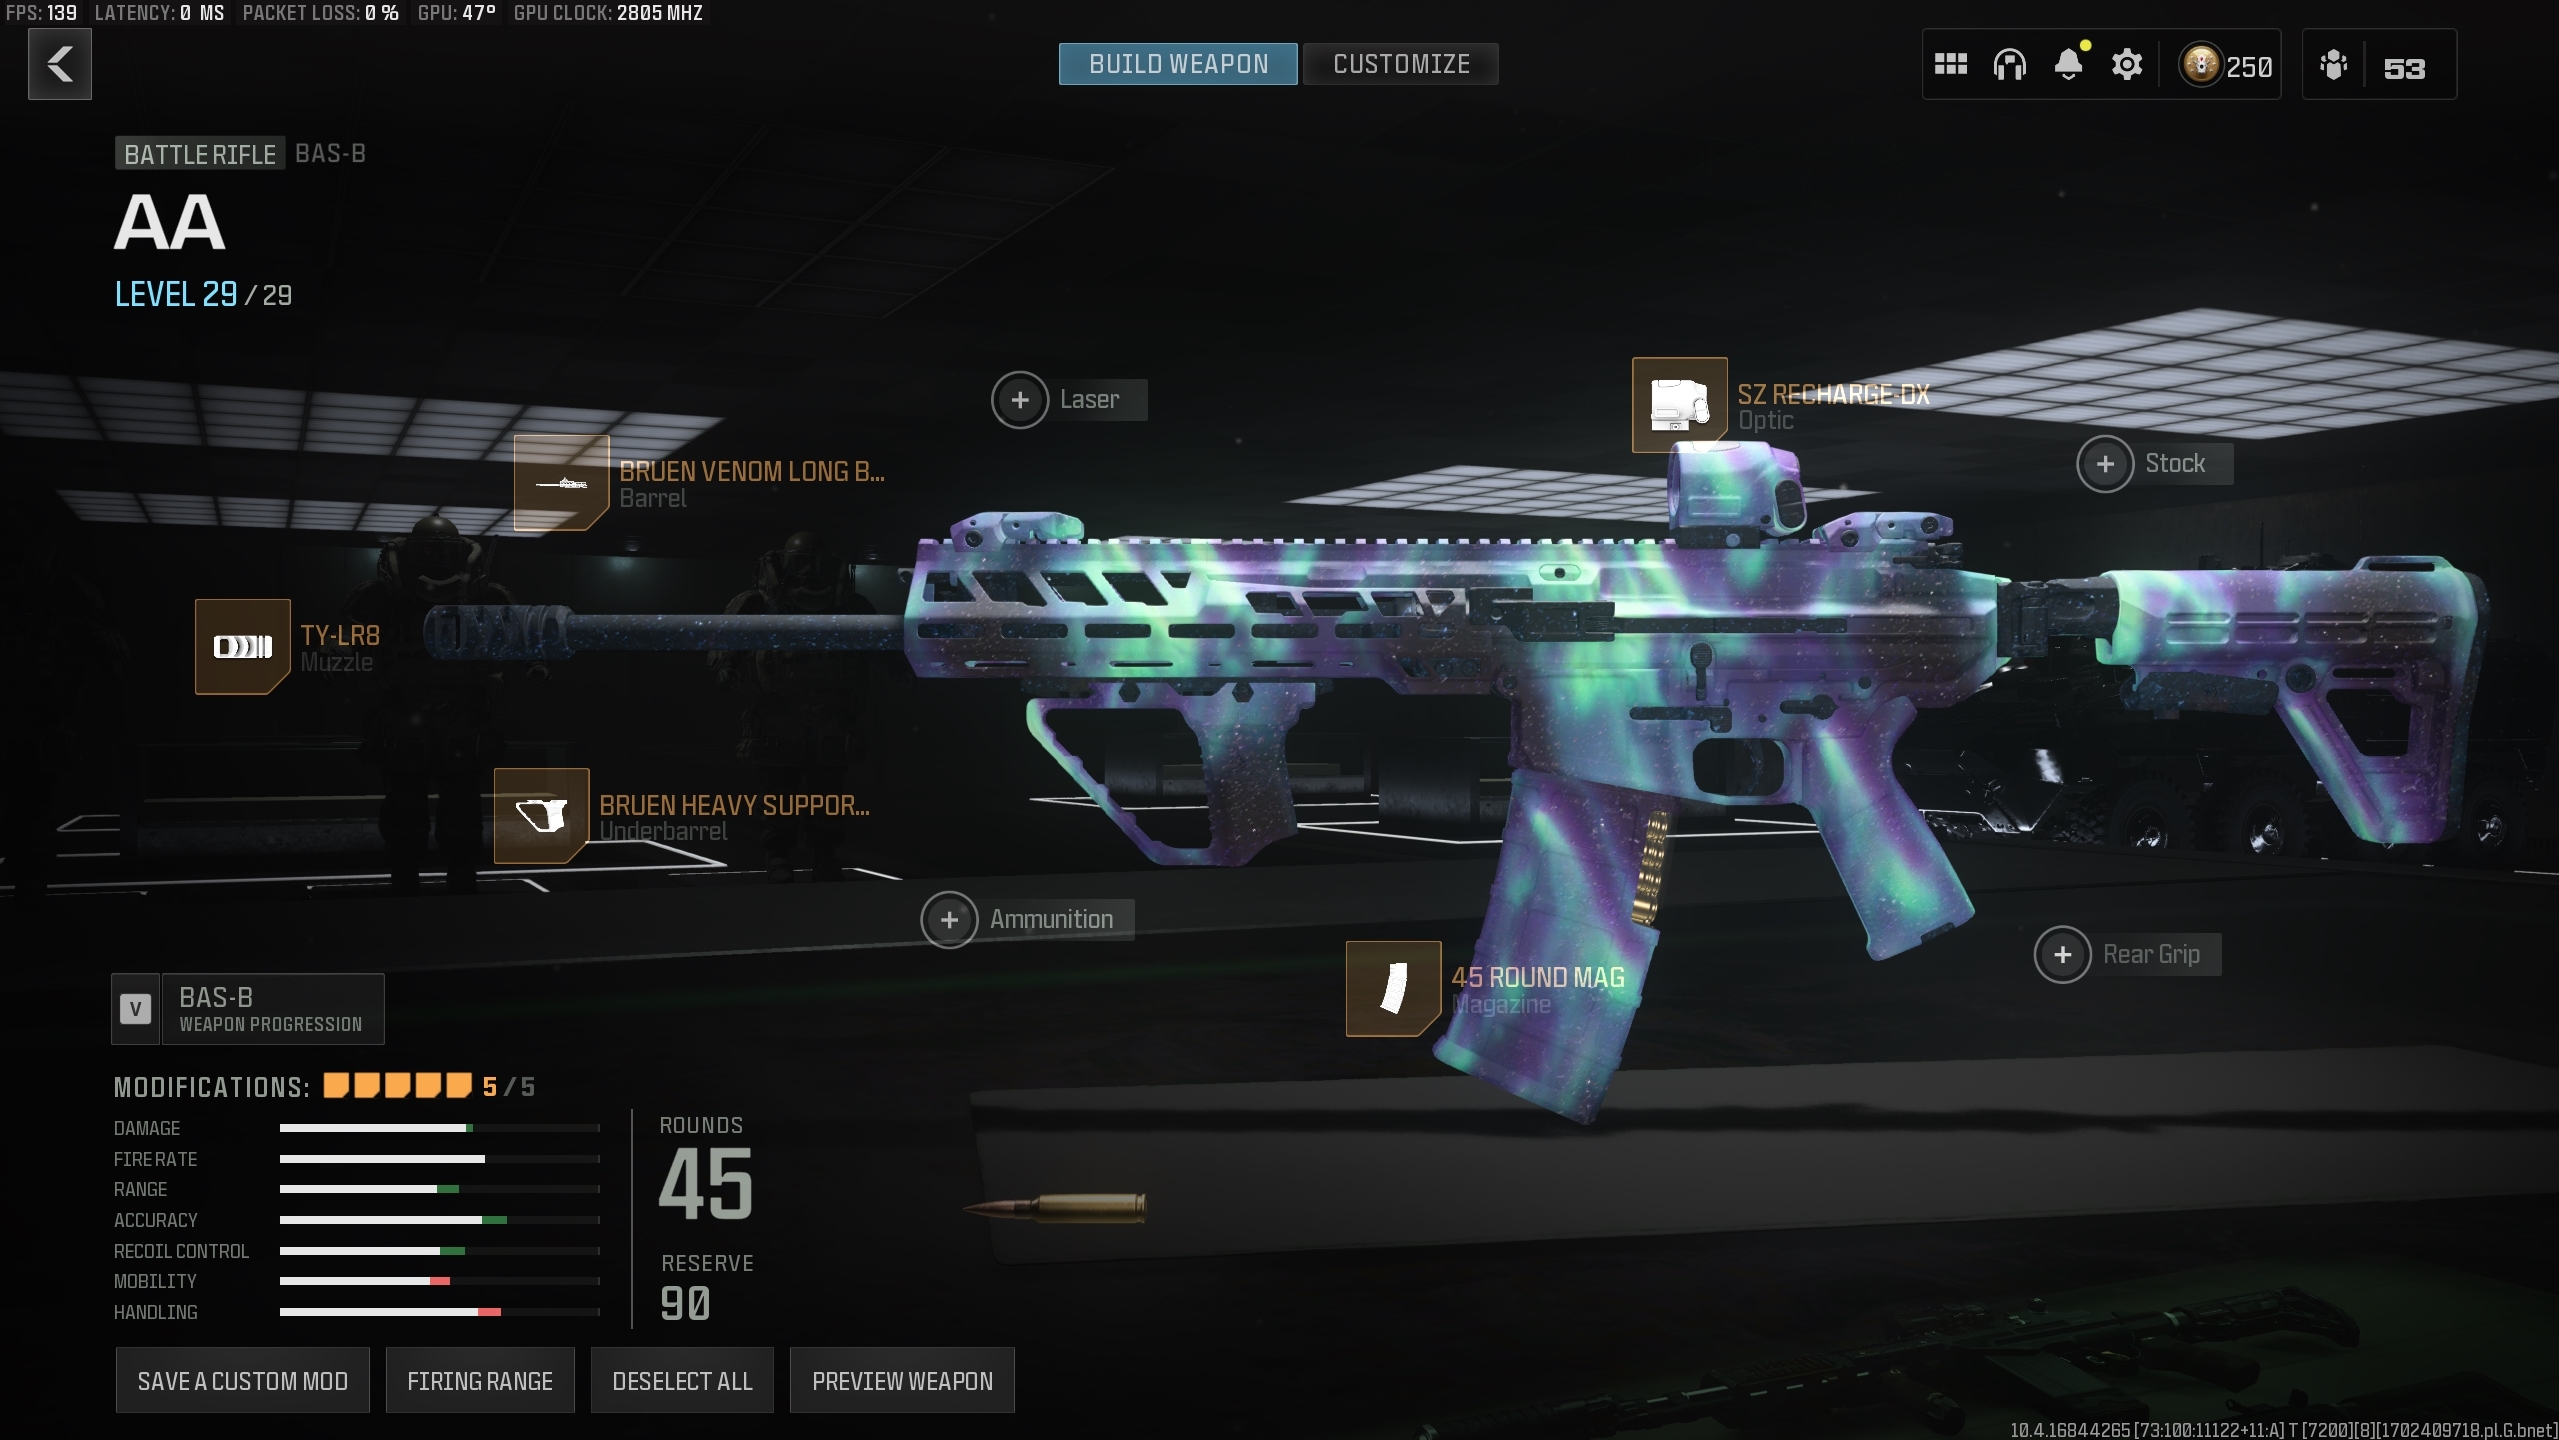 FPS: 139 LATENCY: 0 MS PACKET LOSS: 0 % GPU: 47º GPU CLOCK: 2805 MHZ
BUILD WEAPON CUSTOMIZE
250 53
BATTLE RIFLE BAS-B
AA
LEVEL 29 / 29
Laser
SZ RECHARGE-DX
Optic
Stock
BRUEN VENOM LONG B...
Barrel
TY-LR8
Muzzle
BRUEN HEAVY SUPPOR...
Underbarrel
Ammunition
Rear Grip
45 ROUND MAG
Magazine
V BAS-B
WEAPON PROGRESSION
MODIFICATIONS: 5 / 5
DAMAGE
FIRE RATE
RANGE
ACCURACY
RECOIL CONTROL
MOBILITY
HANDLING
ROUNDS
45
RESERVE
90
SAVE A CUSTOM MOD FIRING RANGE DESELECT ALL PREVIEW WEAPON
10.4.16844265 [73:100:11122+11:A] T [7200][8][1702409718.pl.G.bnet]